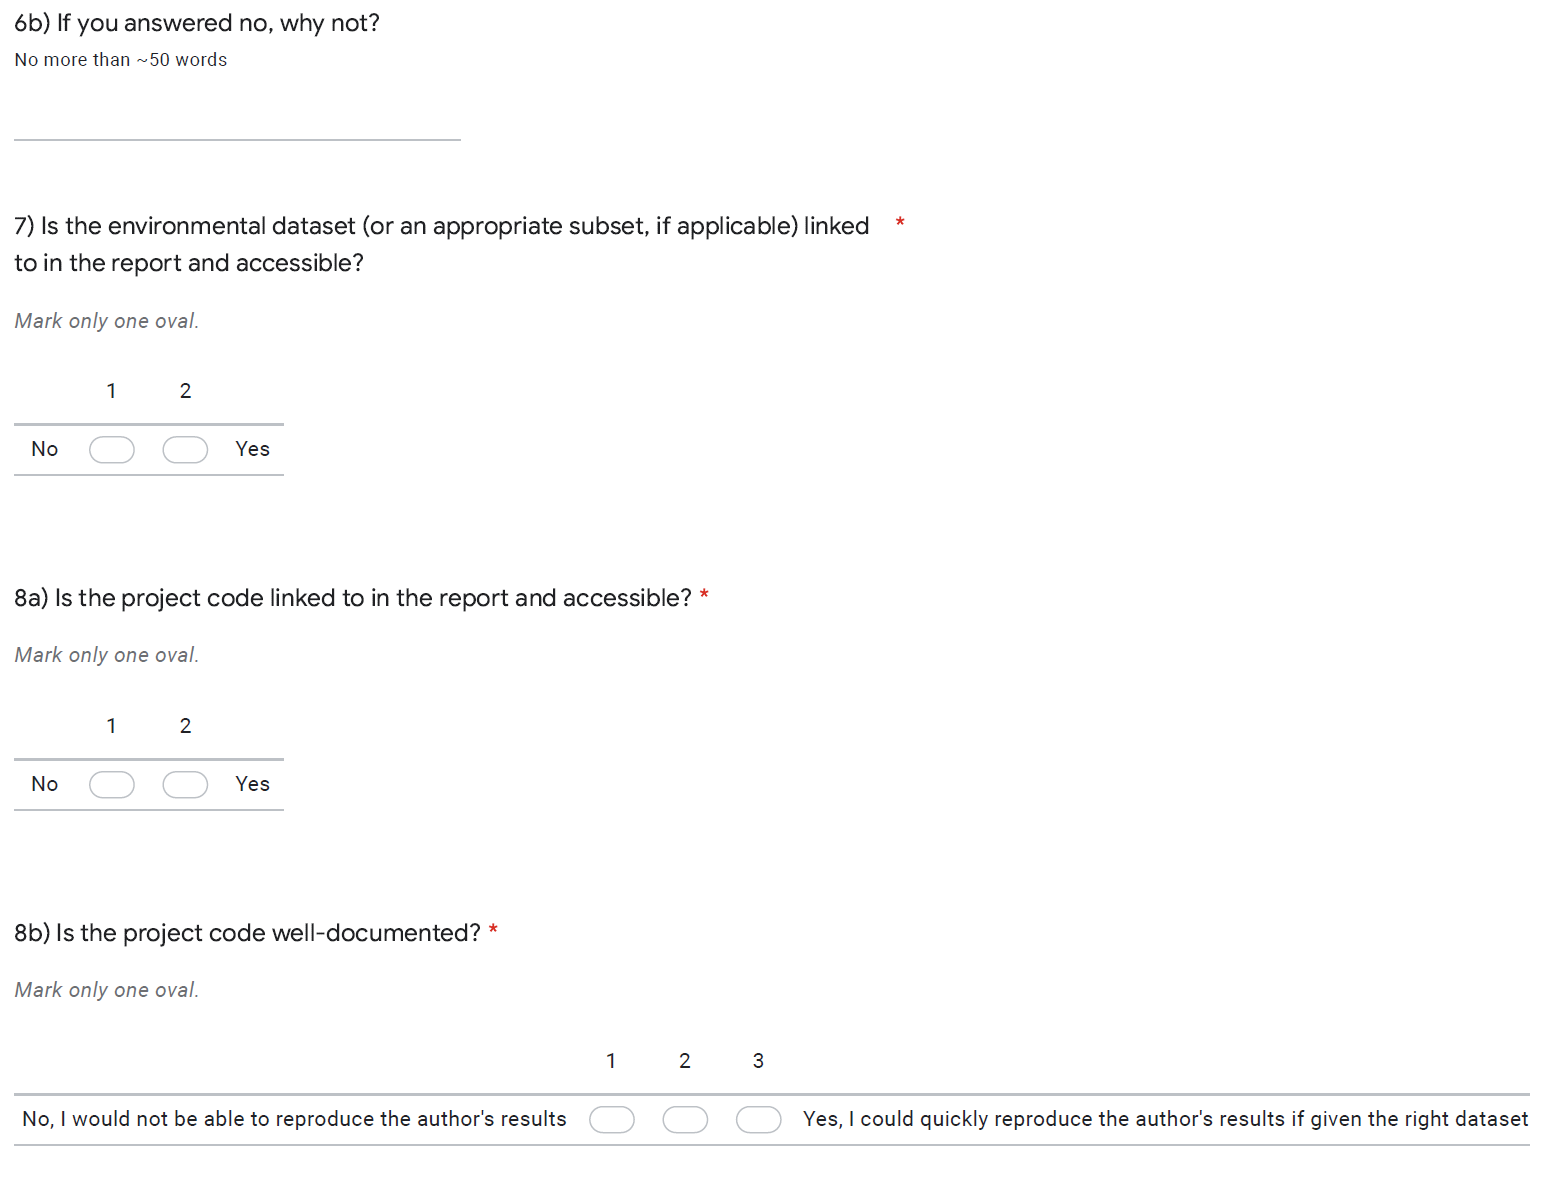 6b) If you answered no, why not?
No more than ~50 words
7) Is the environmental dataset (or an appropriate subset, if applicable) linked *
to in the report and accessible?
Mark only one oval.
1 2
No Yes
8a) Is the project code linked to in the report and accessible? *
Mark only one oval.
1 2
No Yes
8b) Is the project code well-documented? *
Mark only one oval.
1 2 3
No, I would not be able to reproduce the author's results Yes, I could quickly reproduce the author's results if given the right dataset